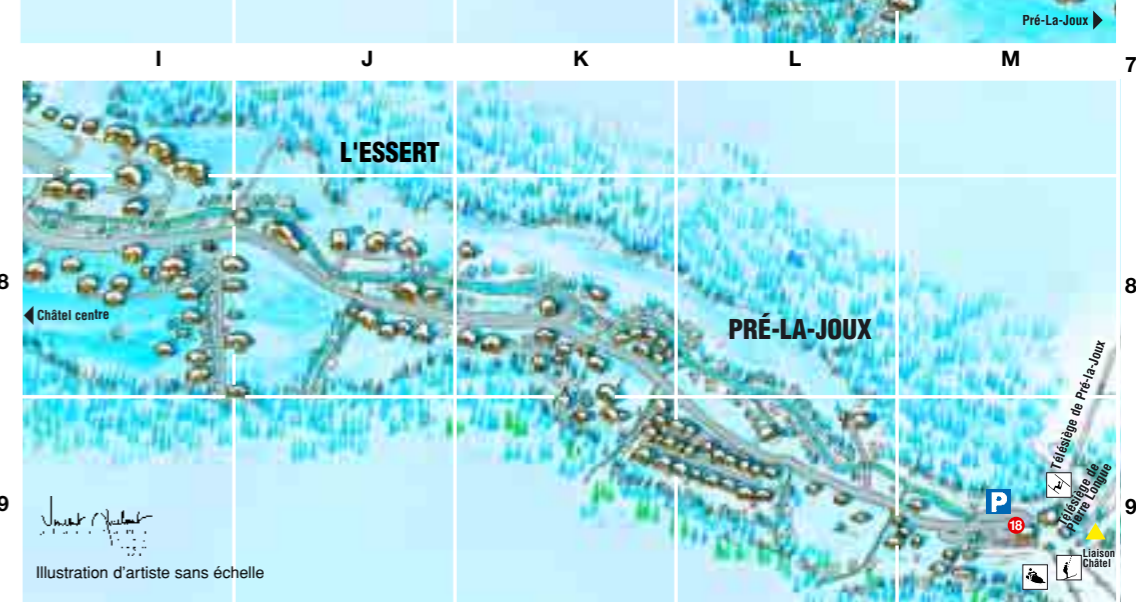 Pré-La-Joux
I J K L M
7
L'ESSERT
8 8
Châtel centre
PRÉ-LA-JOUX
Télésiège de Pré-la-Joux
9 9
P
18
Télésiège de
Pierre Longue
Liaison
Châtel
Illustration d'artiste sans échelle